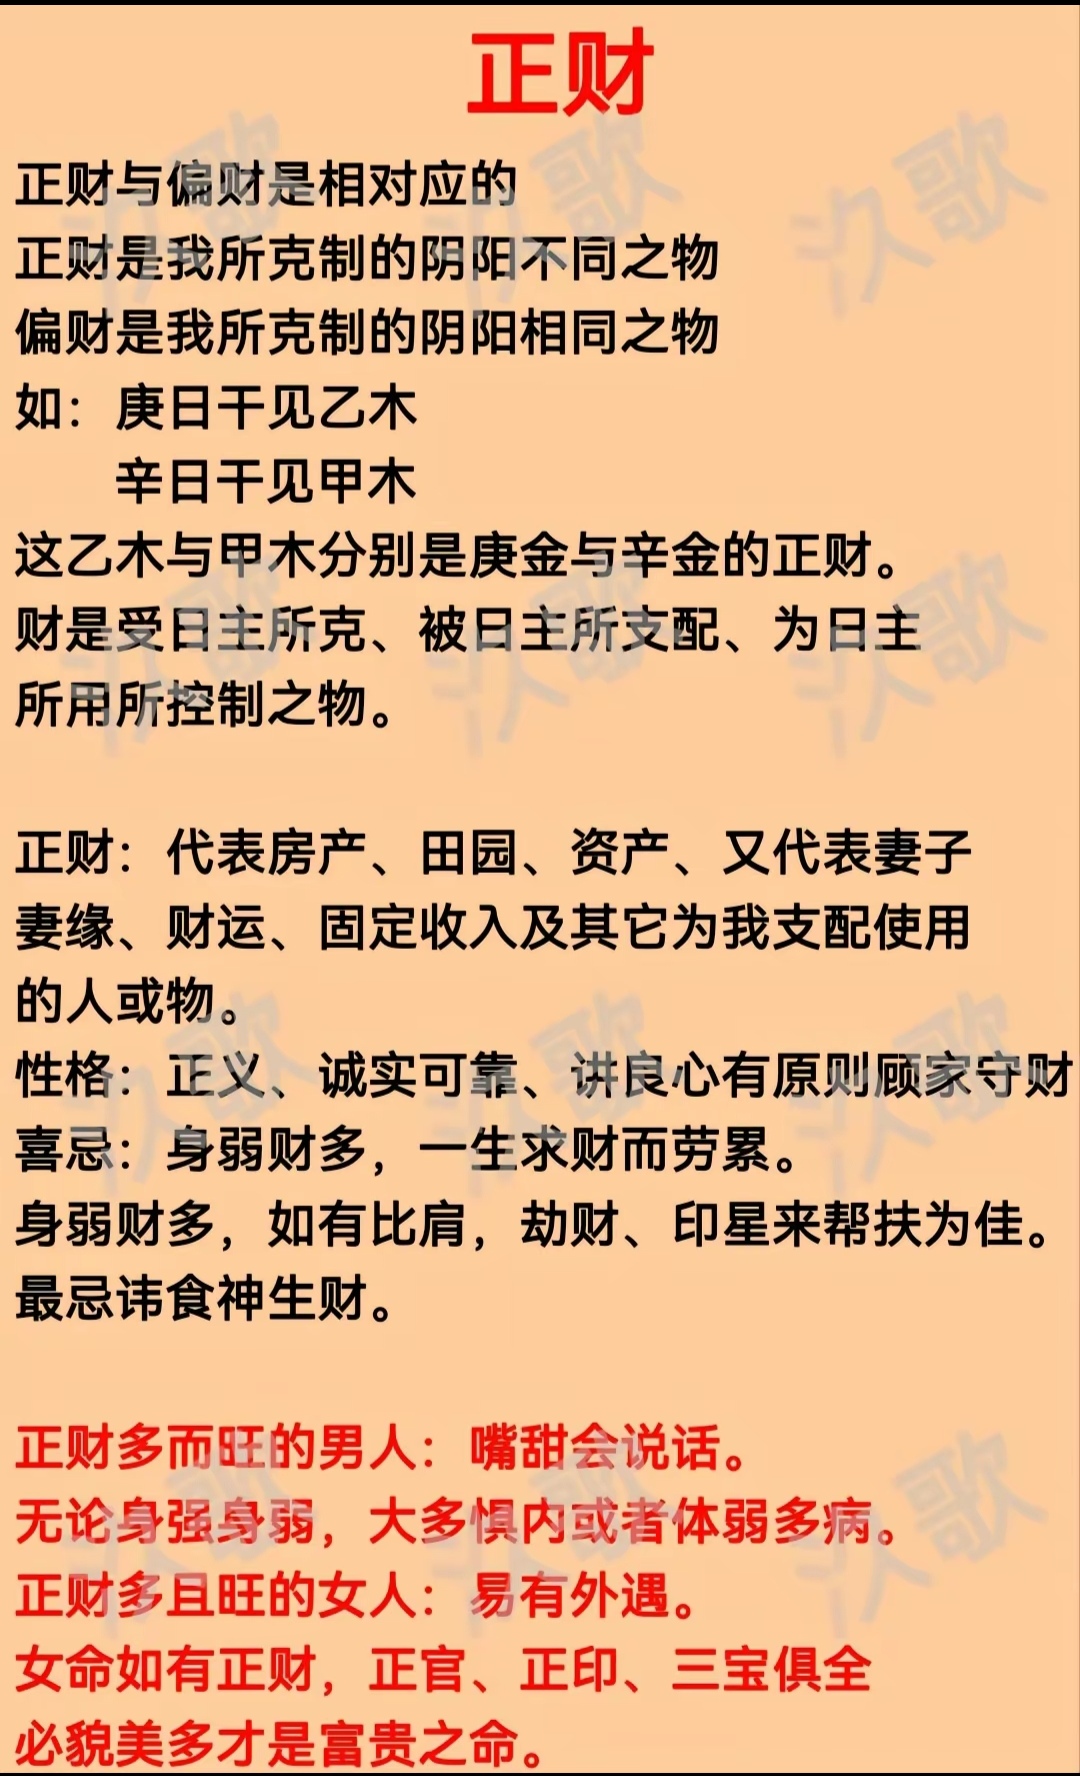 正财
正财与偏财是相对应的
正财是我所克制的阴阳不同之物
偏财是我所克制的阴阳相同之物
如：庚日干见乙木
辛日干见甲木
这乙木与甲木分别是庚金与辛金的正财。
财是受日主所克、被日主所支配、为日主
所用所控制之物。
正财：代表房产、田园、资产、又代表妻子
妻缘、财运、固定收入及其它为我支配使用
的人或物。
性格：正义、诚实可靠、讲良心有原则顾家守财
喜忌：身弱财多，一生求财而劳累。
身弱财多，如有比肩，劫财、印星来帮扶为佳。
最忌讳食神生财。
正财多而旺的男人：嘴甜会说话。
无论身强身弱，大多惧内或者体弱多病。
正财多且旺的女人：易有外遇。
女命如有正财，正官、正印、三宝俱全
必貌美多才是富贵之命。